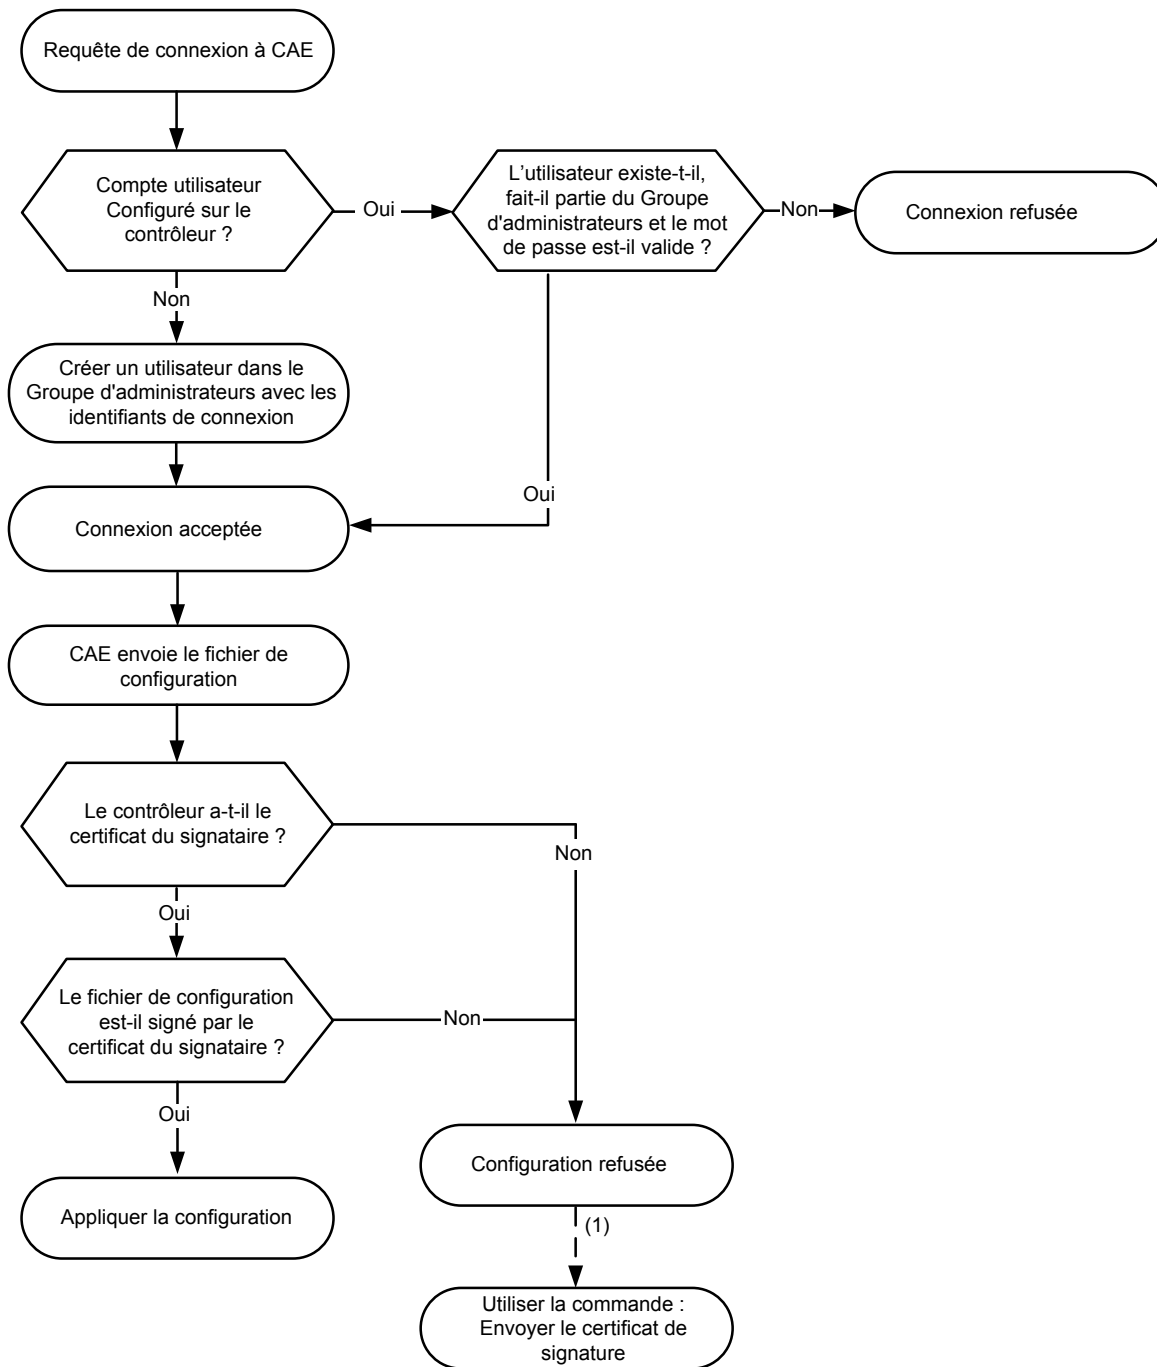 Requête de connexion à CAE
Compte utilisateur
Configuré sur le
contrôleur ?
Oui
L'utilisateur existe-t-il,
fait-il partie du Groupe
d'administrateurs et le mot
de passe est-il valide ?
Non
Connexion refusée
Non
Créer un utilisateur dans le
Groupe d'administrateurs avec les
identifiants de connexion
Oui
Connexion acceptée
CAE envoie le fichier de
configuration
Le contrôleur a-t-il le
certificat du signataire ?
Non
Oui
Le fichier de configuration
est-il signé par le
certificat du signataire ?
Non
Oui
Configuration refusée
Appliquer la configuration
(1)
Utiliser la commande :
Envoyer le certificat de
signature